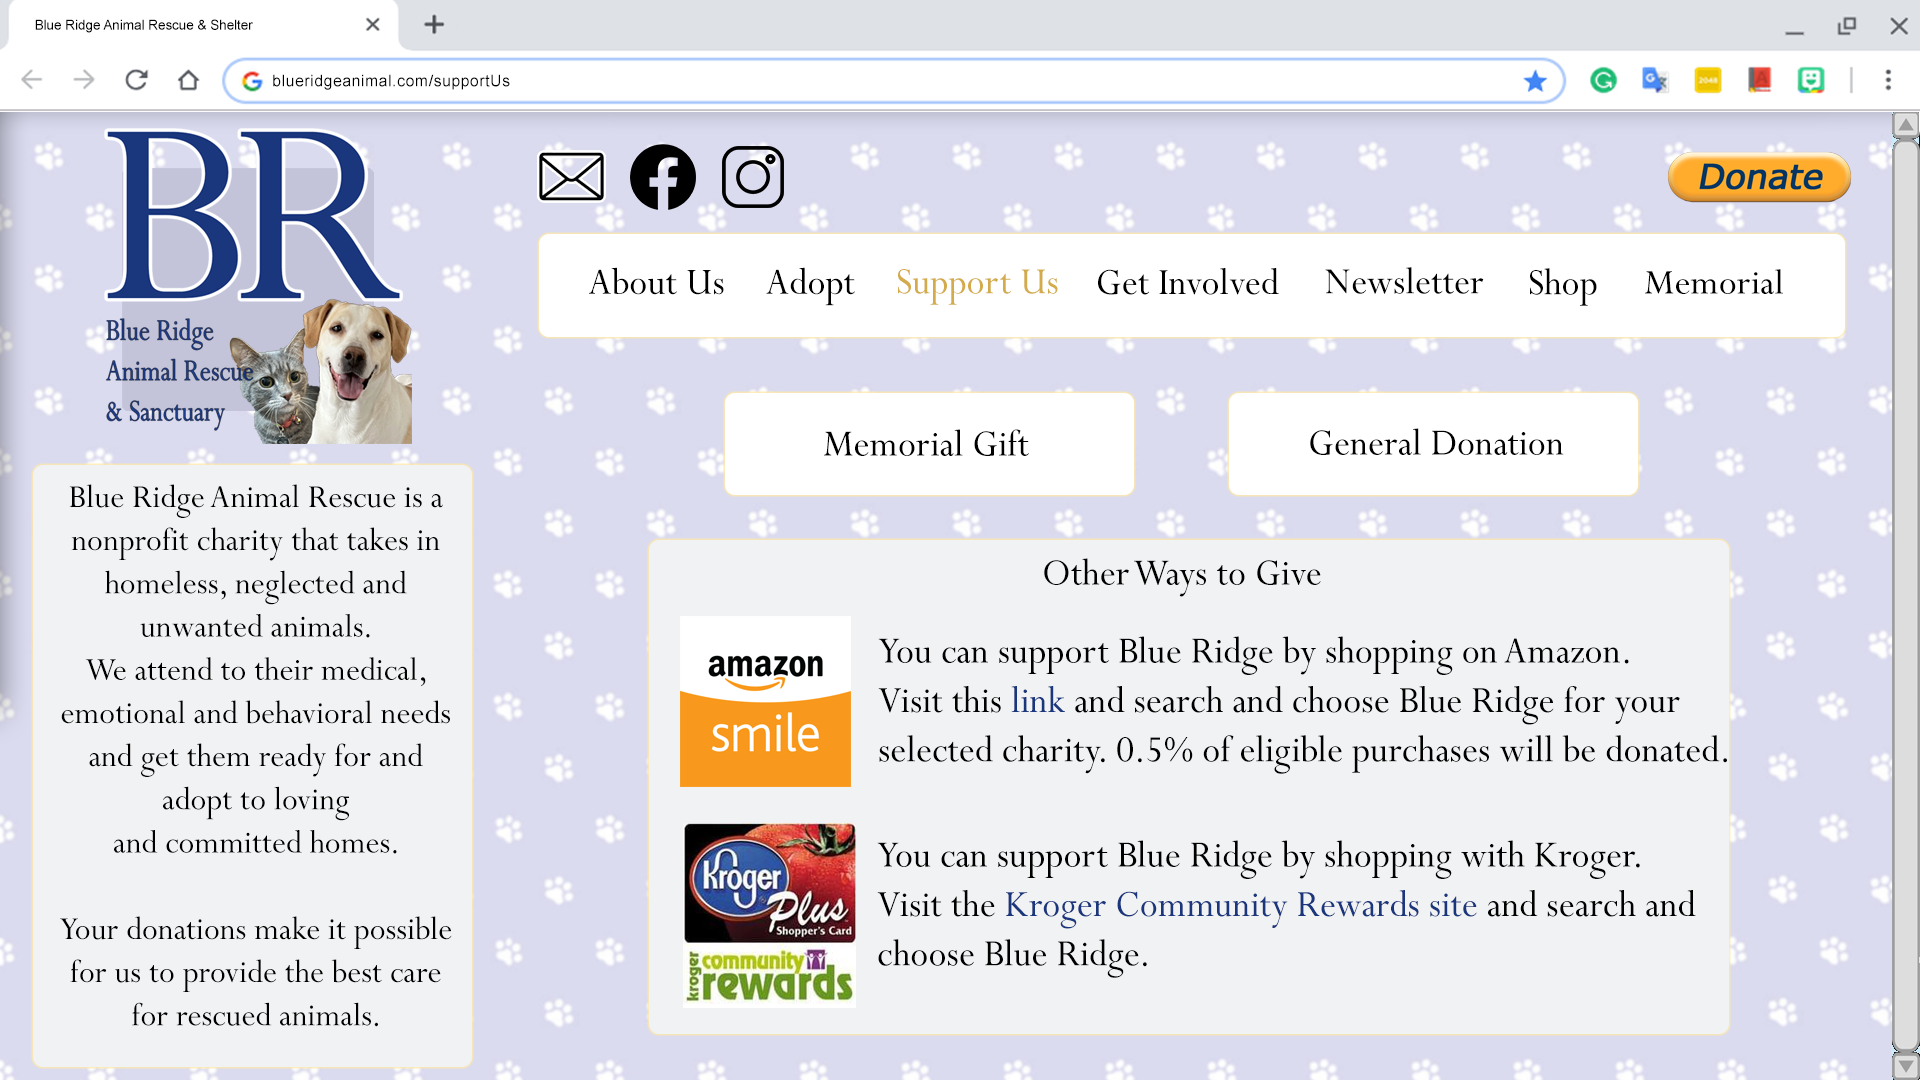 Blue Ridge Animal Rescue & Shelter
blueridgeanimal.com/supportUs
2048
BR
Blue Ridge
Animal Rescue
& Sanctuary
Donate
About Us Adopt Support Us Get Involved Newsletter Shop Memorial
Memorial Gift
General Donation
Blue Ridge Animal Rescue is a
nonprofit charity that takes in
homeless, neglected and
unwanted animals.
We attend to their medical,
emotional and behavioral needs
and get them ready for and
adopt to loving
and committed homes.
Your donations make it possible
for us to provide the best care
for rescued animals.
Other Ways to Give
amazon
smile
You can support Blue Ridge by shopping on Amazon.
Visit this link and search and choose Blue Ridge for your
selected charity. 0.5% of eligible purchases will be donated.
Kroger
Plus
Shopper's Card
kroger
community
rewards
You can support Blue Ridge by shopping with Kroger.
Visit the Kroger Community Rewards site and search and
choose Blue Ridge.